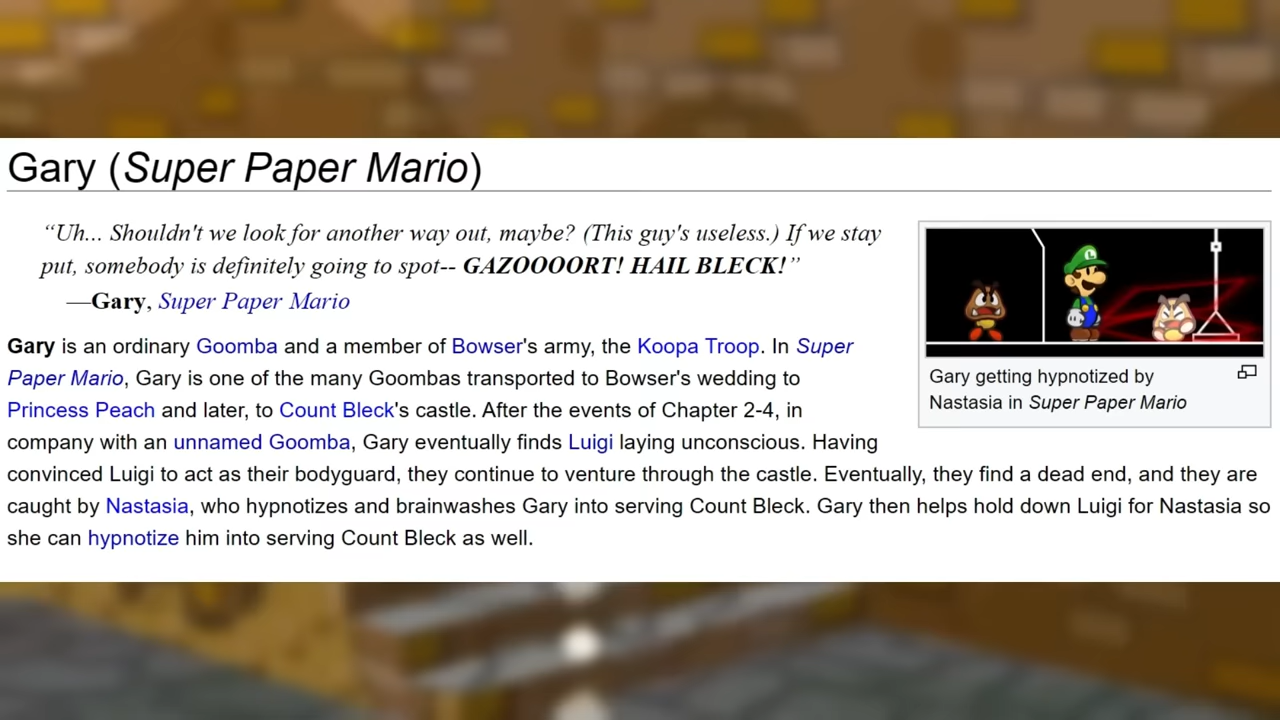 Gary (Super Paper Mario)
“Uh... Shouldn't we look for another way out, maybe? (This guy's useless.) If we stay
put, somebody is definitely going to spot-- GAZOOOORT! HAIL BLECK!”
—Gary, Super Paper Mario
Gary is an ordinary Goomba and a member of Bowser's army, the Koopa Troop. In Super
Paper Mario, Gary is one of the many Goombas transported to Bowser's wedding to
Princess Peach and later, to Count Bleck's castle. After the events of Chapter 2-4, in
company with an unnamed Goomba, Gary eventually finds Luigi laying unconscious. Having
convinced Luigi to act as their bodyguard, they continue to venture through the castle. Eventually, they find a dead end, and they are
caught by Nastasia, who hypnotizes and brainwashes Gary into serving Count Bleck. Gary then helps hold down Luigi for Nastasia so
she can hypnotize him into serving Count Bleck as well.
Gary getting hypnotized by
Nastasia in Super Paper Mario